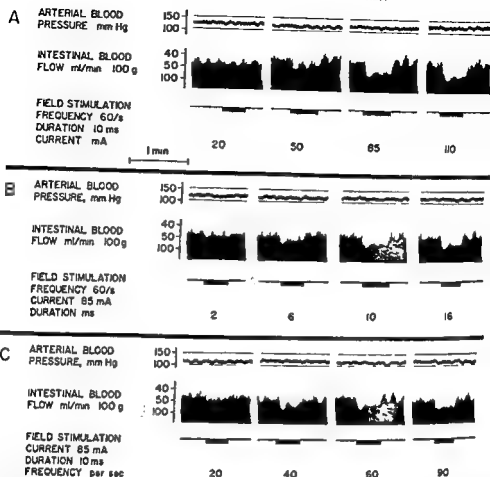 A
ARTERIAL BLOOD
PRESSURE mm Hg
150
100
INTESTINAL BLOOD
FLOW ml/min 100 g
40
50
100
FIELD STIMULATION
FREQUENCY 60/s
DURATION 10 ms
CURRENT mA
20 50 85 110
1 min
B
ARTERIAL BLOOD
PRESSURE, mm Hg
150
100
INTESTINAL BLOOD
FLOW ml/min 100g
40
50
100
FIELD STIMULATION
FREQUENCY 60/s
CURRENT 85 mA
DURATION ms
2 6 10 16
C
ARTERIAL BLOOD
PRESSURE, mm Hg
150
100
INTESTINAL BLOOD
FLOW ml/min 100 g
40
50
100
FIELD STIMULATION
CURRENT 85 mA
DURATION 10 ms
FREQUENCY per sec
20 40 60 90